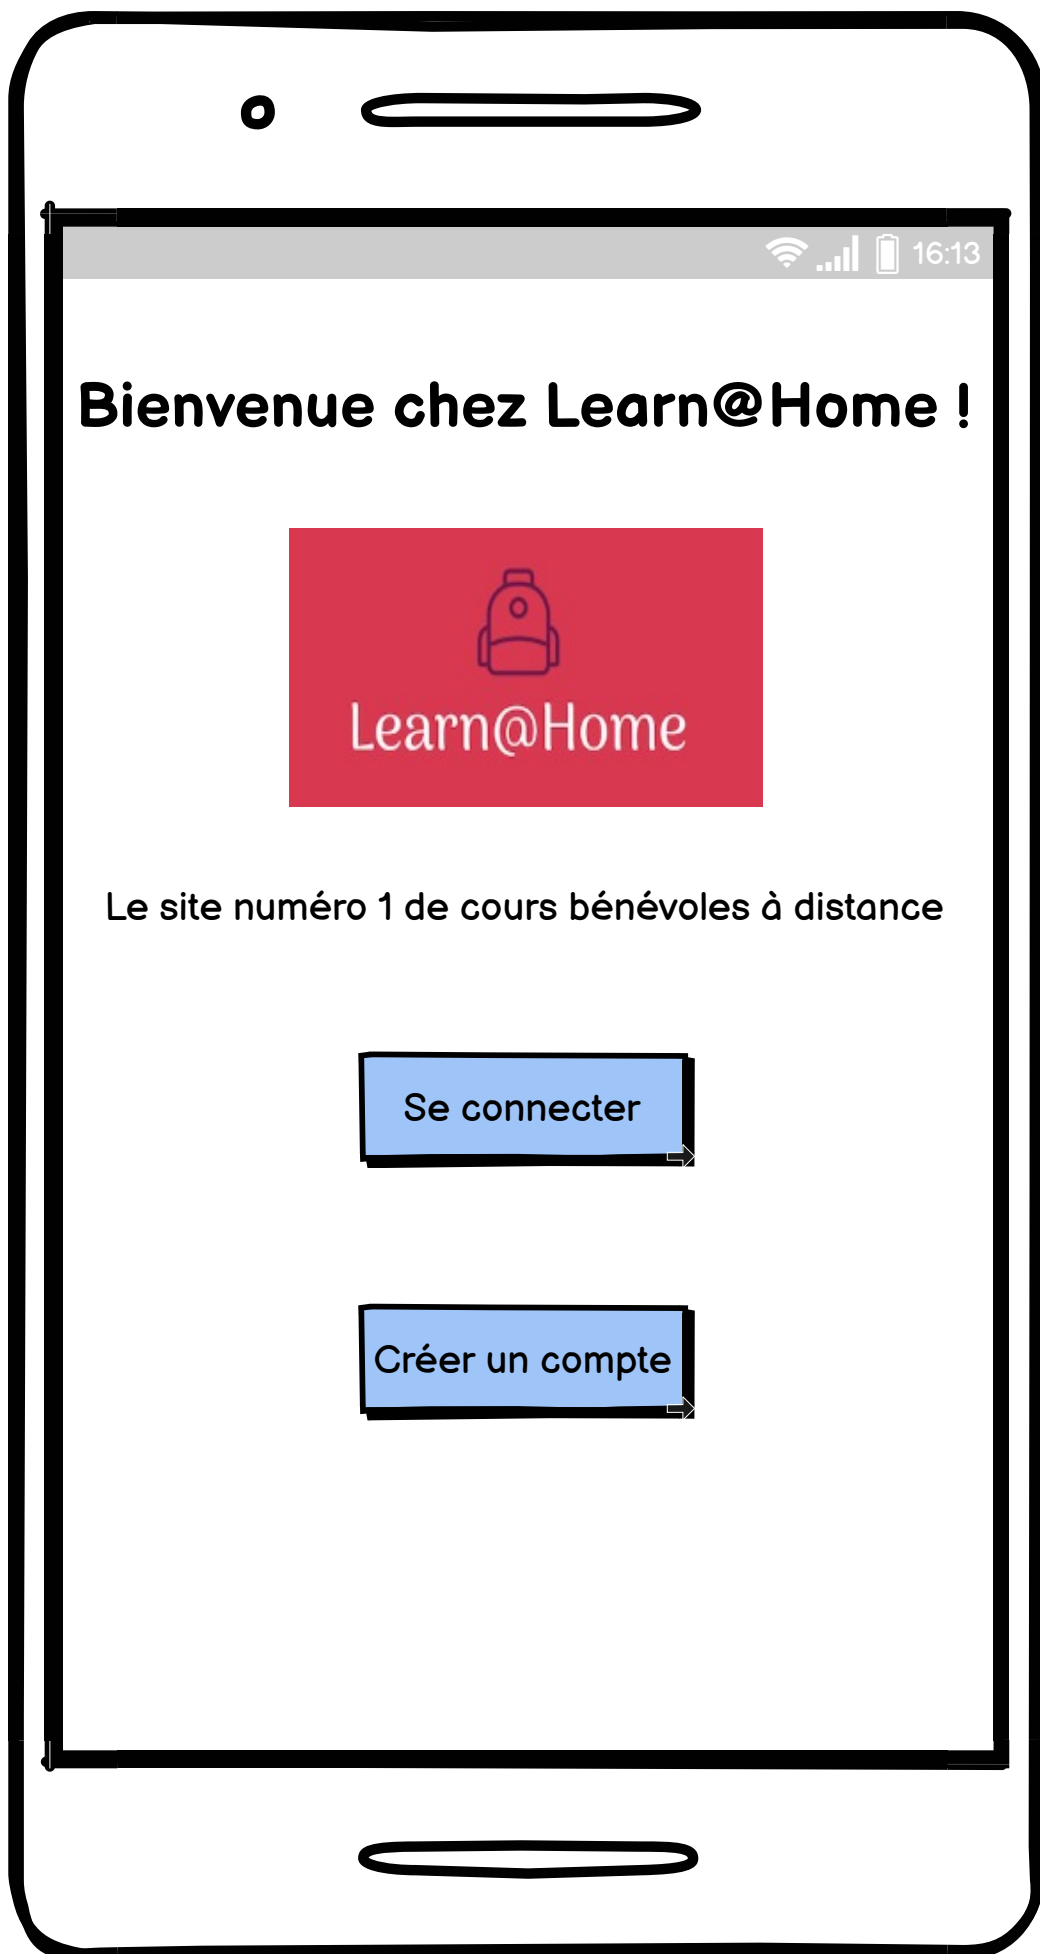 16:13
Bienvenue chez Learn@Home !
Learn@Home
Le site numéro 1 de cours bénévoles à distance
Se connecter
Créer un compte